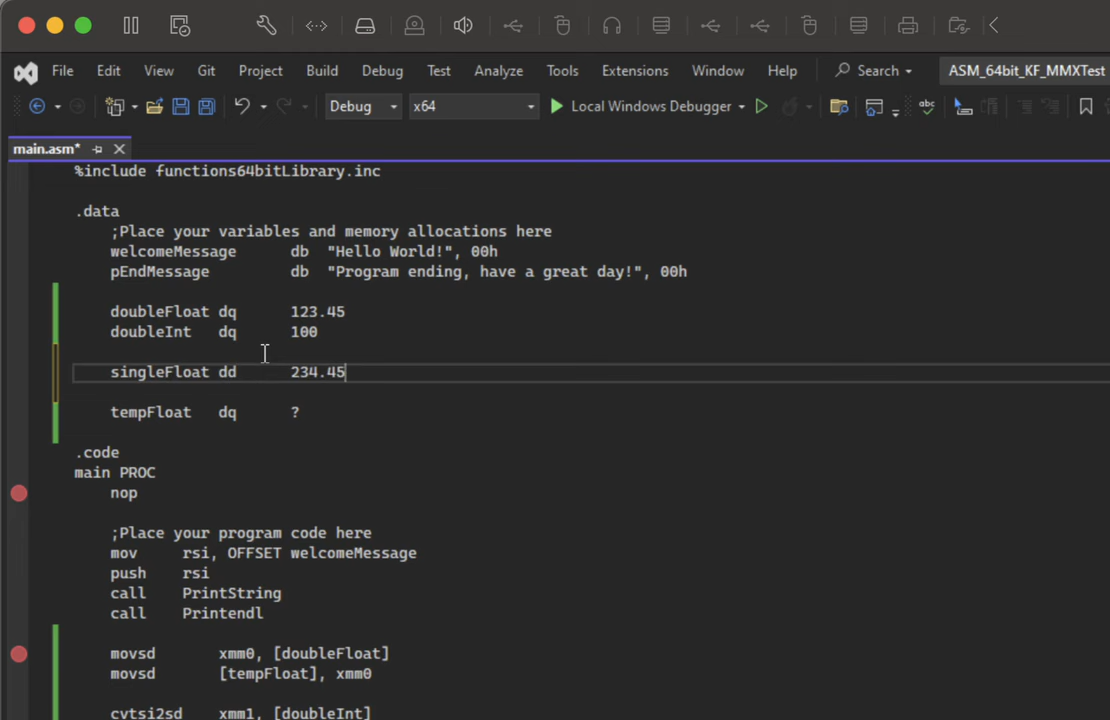 File Edit View Git Project Build Debug Test Analyze Tools Extensions Window Help Search ASM_64bit_KF_MMXTest
Debug x64 Local Windows Debugger abc
main.asm*
%include functions64bitLibrary.inc
.data
;Place your variables and memory allocations here
welcomeMessage db "Hello World!", 00h
pEndMessage db "Program ending, have a great day!", 00h
doubleFloat dq 123.45
doubleInt dq 100
singleFloat dd 234.45
tempFloat dq ?
.code
main PROC
nop
;Place your program code here
mov rsi, OFFSET welcomeMessage
push rsi
call PrintString
call Printendl
movsd xmm0, [doubleFloat]
movsd [tempFloat], xmm0
cvtsi2sd xmm1, [doubleInt]